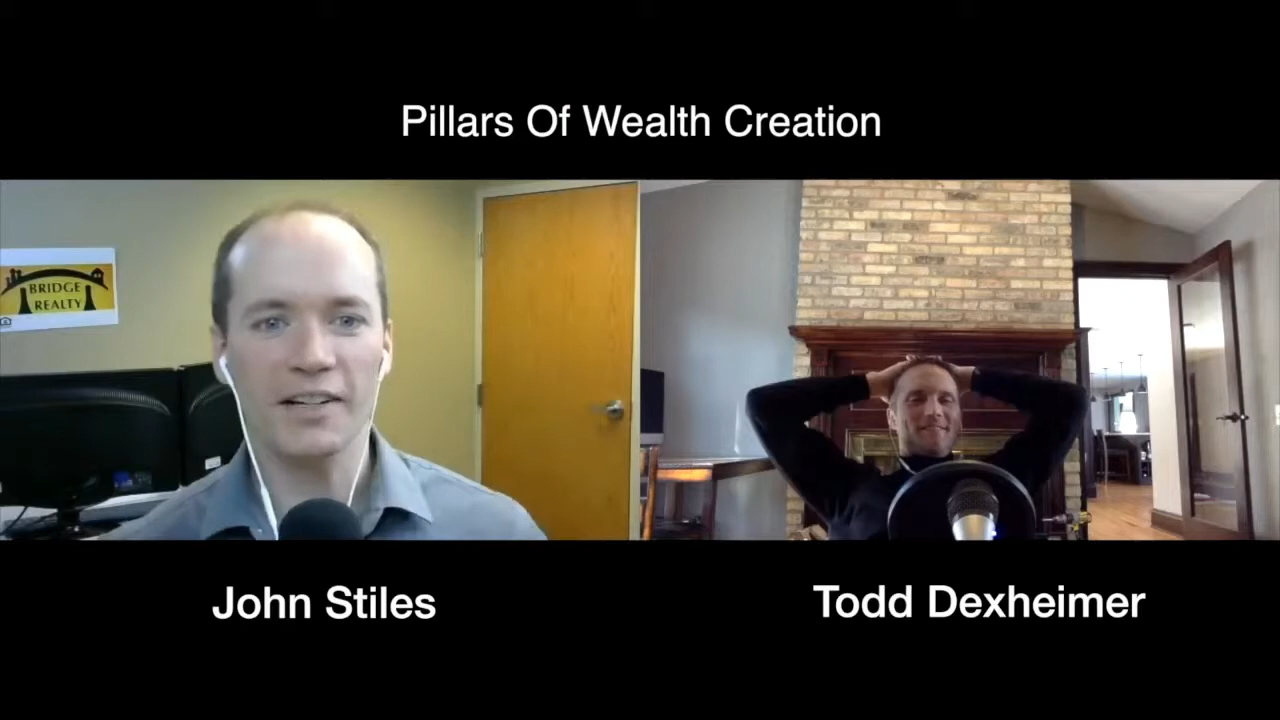 Pillars Of Wealth Creation
BRIDGE
REALTY
John Stiles
Todd Dexheimer